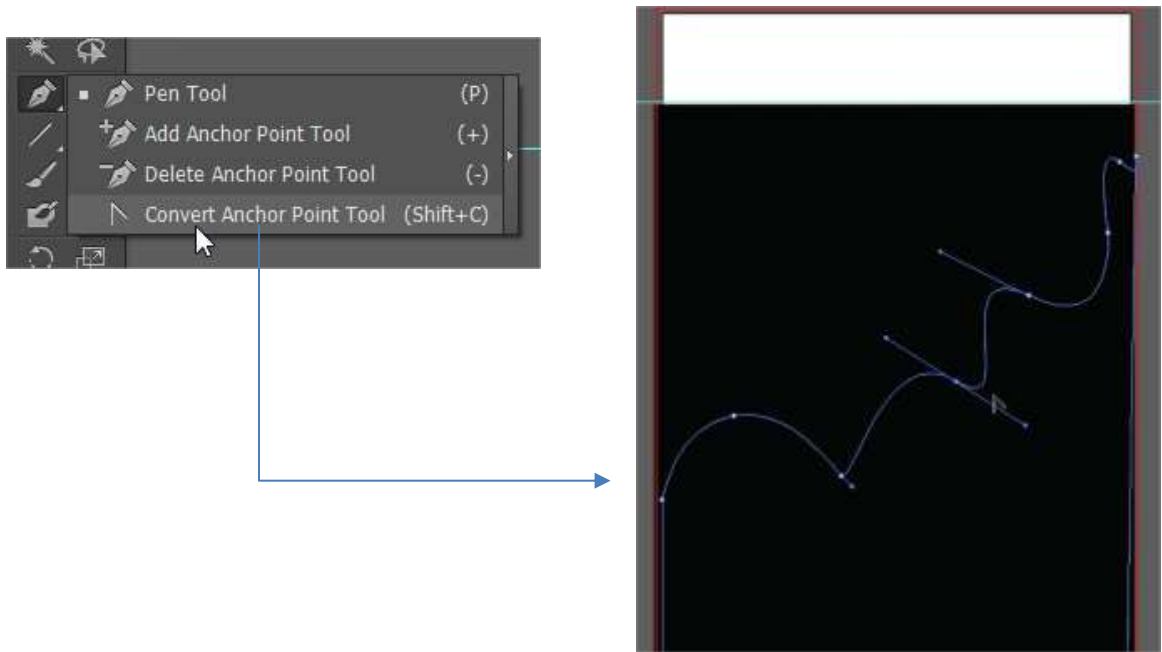 Pen Tool (P)
Add Anchor Point Tool (+)
Delete Anchor Point Tool (-)
Convert Anchor Point Tool (Shift+C)